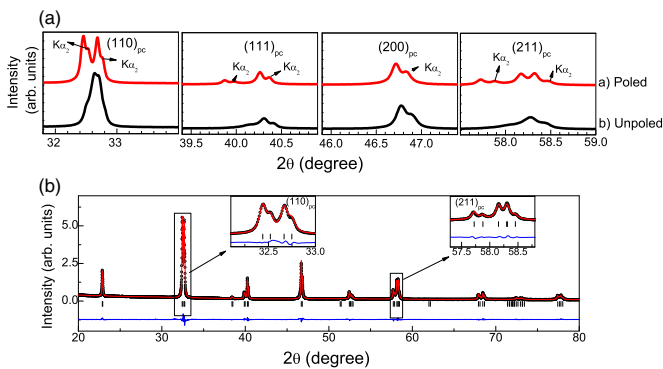 (a)
Intensity
(arb. units)
Kα2
(110)pc
Kα2
(111)pc
Kα2
Kα2
(200)pc
Kα2
(211)pc
Kα2
Kα2
a) Poled
b) Unpoled
32 33 39.5 40.0 40.5 46.0 46.5 47.0 57.5 58.0 58.5 59.0
2θ (degree)
(b)
Intensity (arb. units)
5.0
2.5
0.0
(110)pc
32.5 33.0
(211)pc
57.5 58.0 58.5
20 30 40 50 60 70 80
2θ (degree)